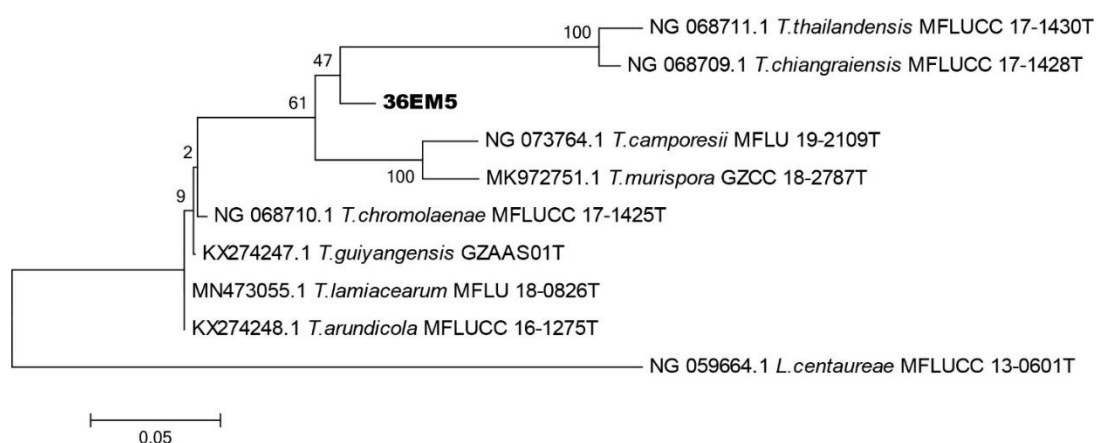 NG 068711.1 T.thailandensis MFLUCC 17-1430T
100
NG 068709.1 T.chiangraiensis MFLUCC 17-1428T
47
36EM5
61
NG 073764.1 T.camporesii MFLU 19-2109T
100
MK972751.1 T.murispora GZCC 18-2787T
2
9
NG 068710.1 T.chromolaenae MFLUCC 17-1425T
KX274247.1 T.guiyangensis GZAAS01T
MN473055.1 T.lamiacearum MFLU 18-0826T
KX274248.1 T.arundicola MFLUCC 16-1275T
NG 059664.1 L.centaureae MFLUCC 13-0601T
0.05